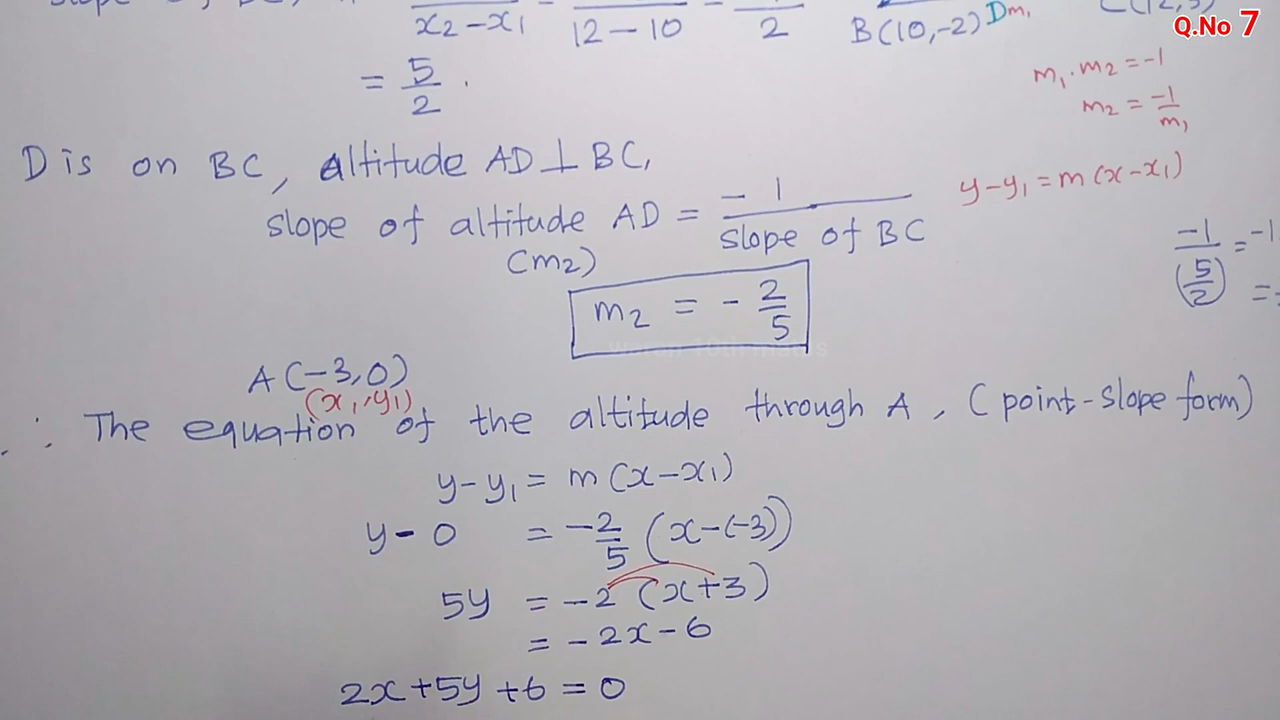 x₂-x₁ 12-10 2 B(10,-2) D m₁
Q.No 7
= 5/2 .
m₁.m₂ = -1
m₂ = -1/m₁
D is on BC, altitude AD ⊥ BC,
slope of altitude AD = -1/slope of BC
y-y₁ = m(x-x₁)
(m₂)
-1/(5/2) = -1
m₂ = -2/5
A(-3,0)
(x₁,y₁)
∴ The equation of the altitude through A, (point-slope form)
y-y₁ = m(x-x₁)
y-0 = -2/5 (x-(-3))
5y = -2(x+3)
= -2x-6
2x+5y+6=0